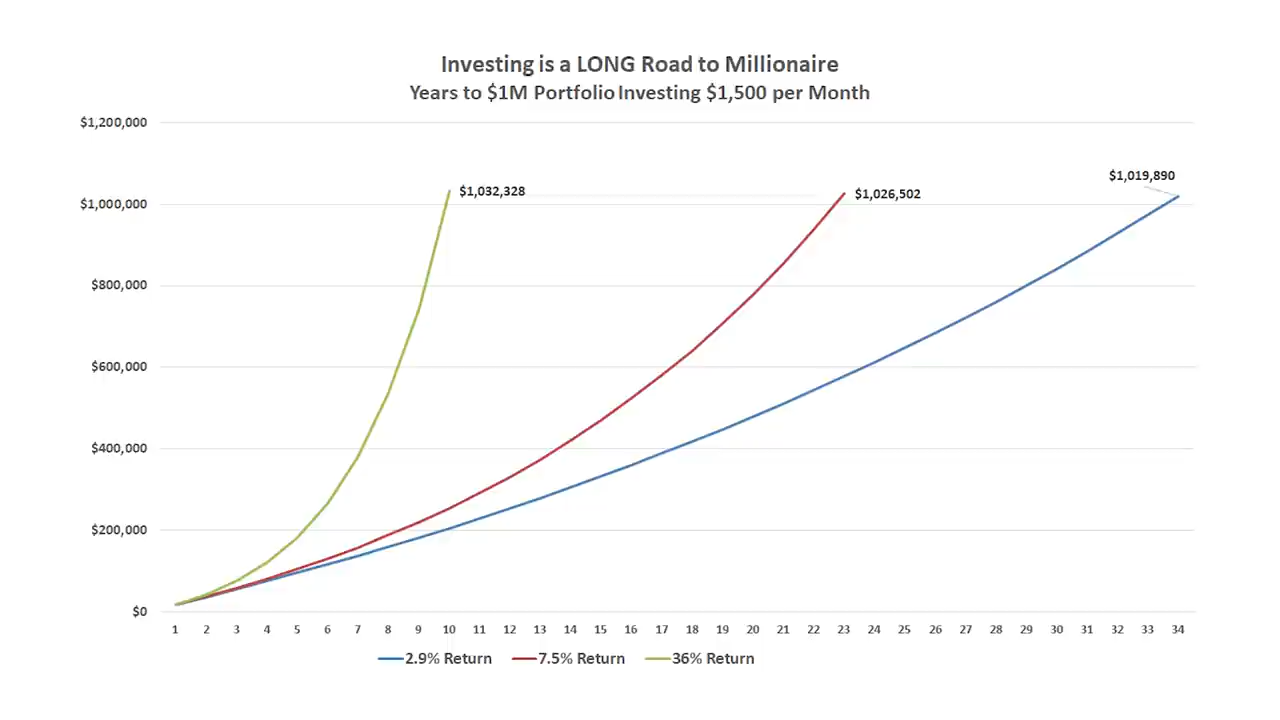 Investing is a LONG Road to Millionaire
Years to $1M Portfolio Investing $1,500 per Month
$1,200,000
$1,019,890
$1,032,328
$1,026,502
$1,000,000
$800,000
$600,000
$400,000
$200,000
$0
1 2 3 4 5 6 7 8 9 10 11 12 13 14 15 16 17 18 19 20 21 22 23 24 25 26 27 28 29 30 31 32 33 34
2.9% Return 7.5% Return 36% Return